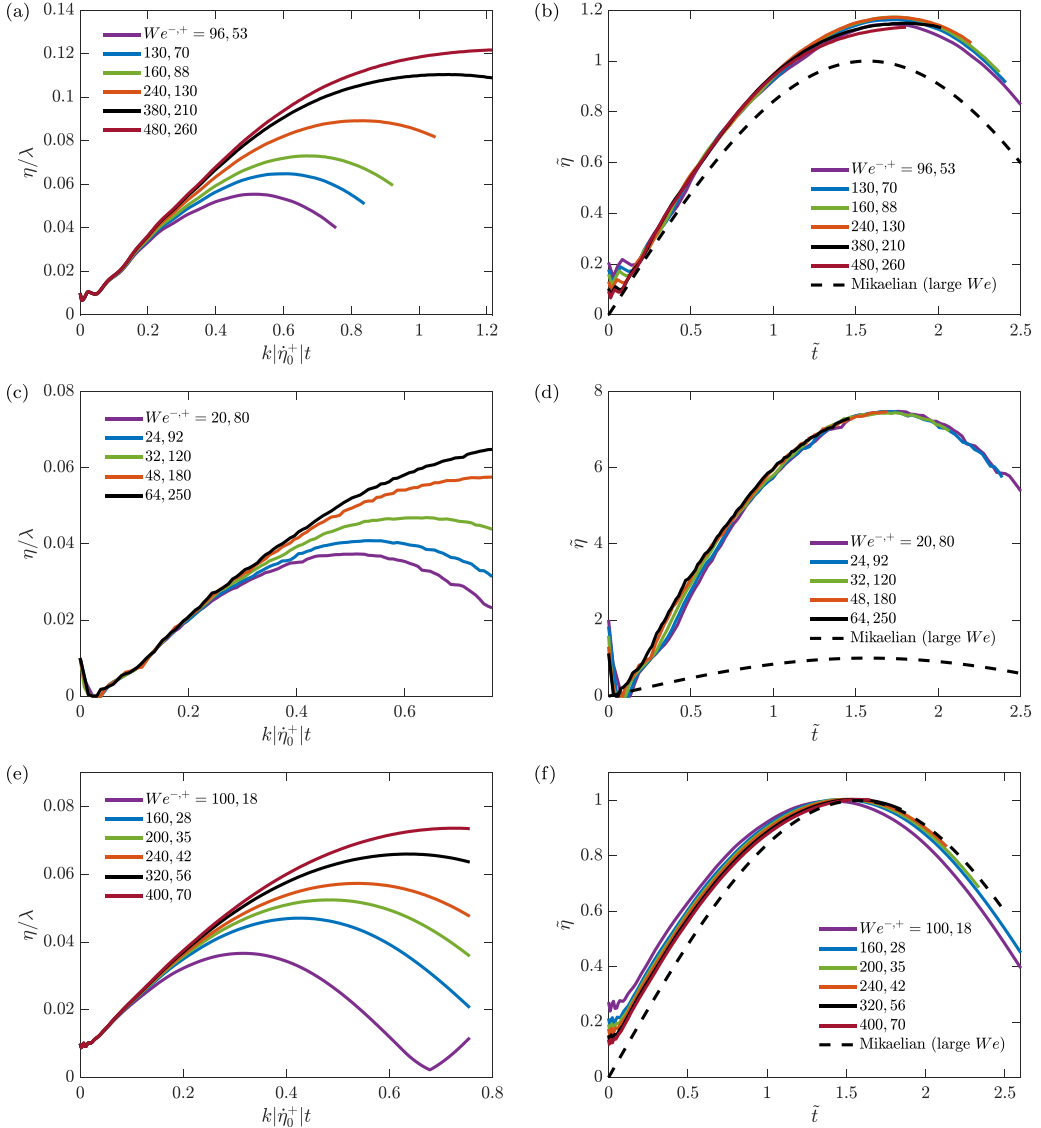 (a)
We⁻,⁺ = 96, 53
130, 70
160, 88
240, 130
380, 210
480, 260
0.14
0.12
0.1
0.08
0.06
0.04
0.02
0
η/λ
0 0.2 0.4 0.6 0.8 1 1.2
k|η̇₀⁺|t
(b)
1.2
1
0.8
0.6
0.4
0.2
0
η̃
We⁻,⁺ = 96, 53
130, 70
160, 88
240, 130
380, 210
480, 260
Mikaelian (large We)
0 0.5 1 1.5 2 2.5
t̃
(c)
We⁻,⁺ = 20, 80
24, 92
32, 120
48, 180
64, 250
0.08
0.06
0.04
0.02
0
η/λ
0 0.2 0.4 0.6
k|η̇₀⁺|t
(d)
8
6
4
2
0
η̃
We⁻,⁺ = 20, 80
24, 92
32, 120
48, 180
64, 250
Mikaelian (large We)
0 0.5 1 1.5 2 2.5
t̃
(e)
We⁻,⁺ = 100, 18
160, 28
200, 35
240, 42
320, 56
400, 70
0.08
0.06
0.04
0.02
0
η/λ
0 0.2 0.4 0.6 0.8
k|η̇₀⁺|t
(f)
1
0.8
0.6
0.4
0.2
0
η̃
We⁻,⁺ = 100, 18
160, 28
200, 35
240, 42
320, 56
400, 70
Mikaelian (large We)
0 0.5 1 1.5 2 2.5
t̃